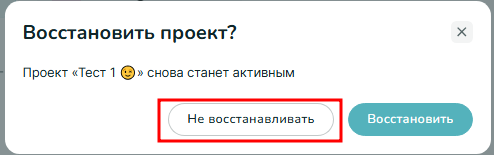 Восстановить проект?
Проект «Тест 1 😉» снова станет активным
Не восстанавливать
Восстановить